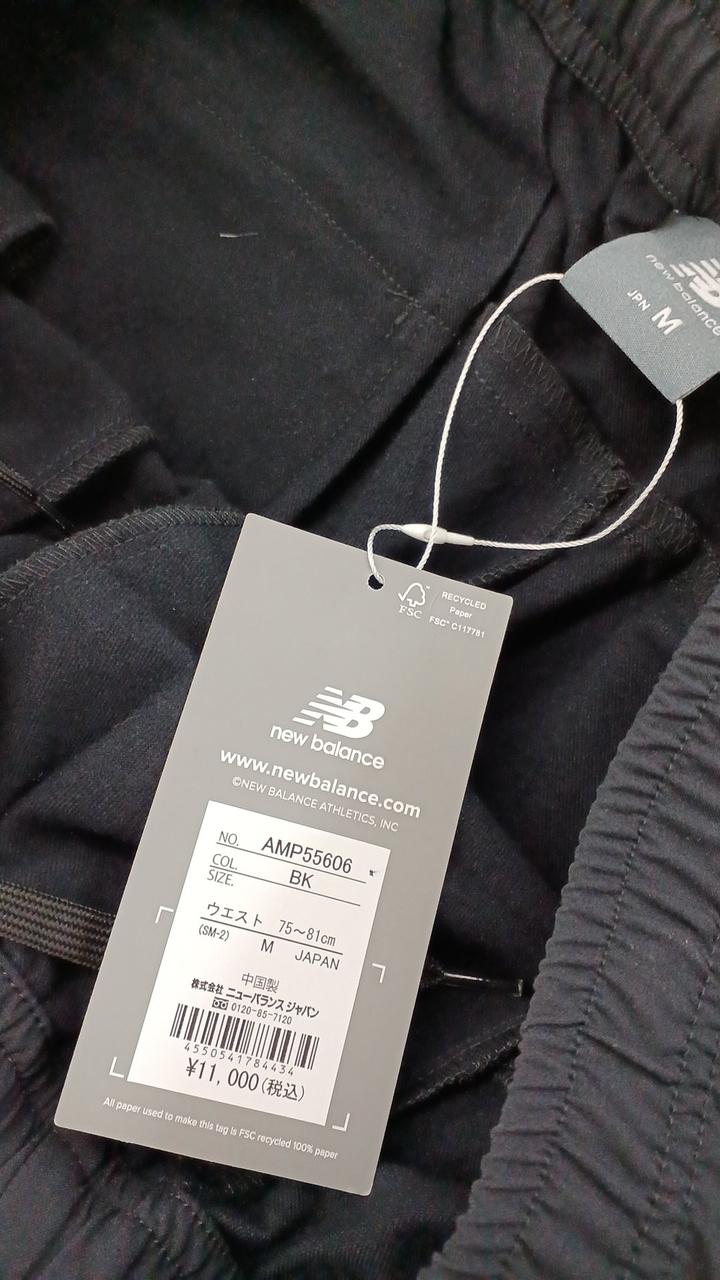 new balance
JPN M
FSC
RECYCLED
Paper
FSC™ C117781
NB
new balance
www.newbalance.com
©NEW BALANCE ATHLETICS, INC
NO. AMP55606
COL. BK
SIZE.
ウエスト 75~81cm
(SM-2) M JAPAN
中国製
株式会社 ニューバランス ジャパン
0120-85-7120
4550541784434
¥11,000(税込)
All paper used to make this tag is FSC recycled 100% paper